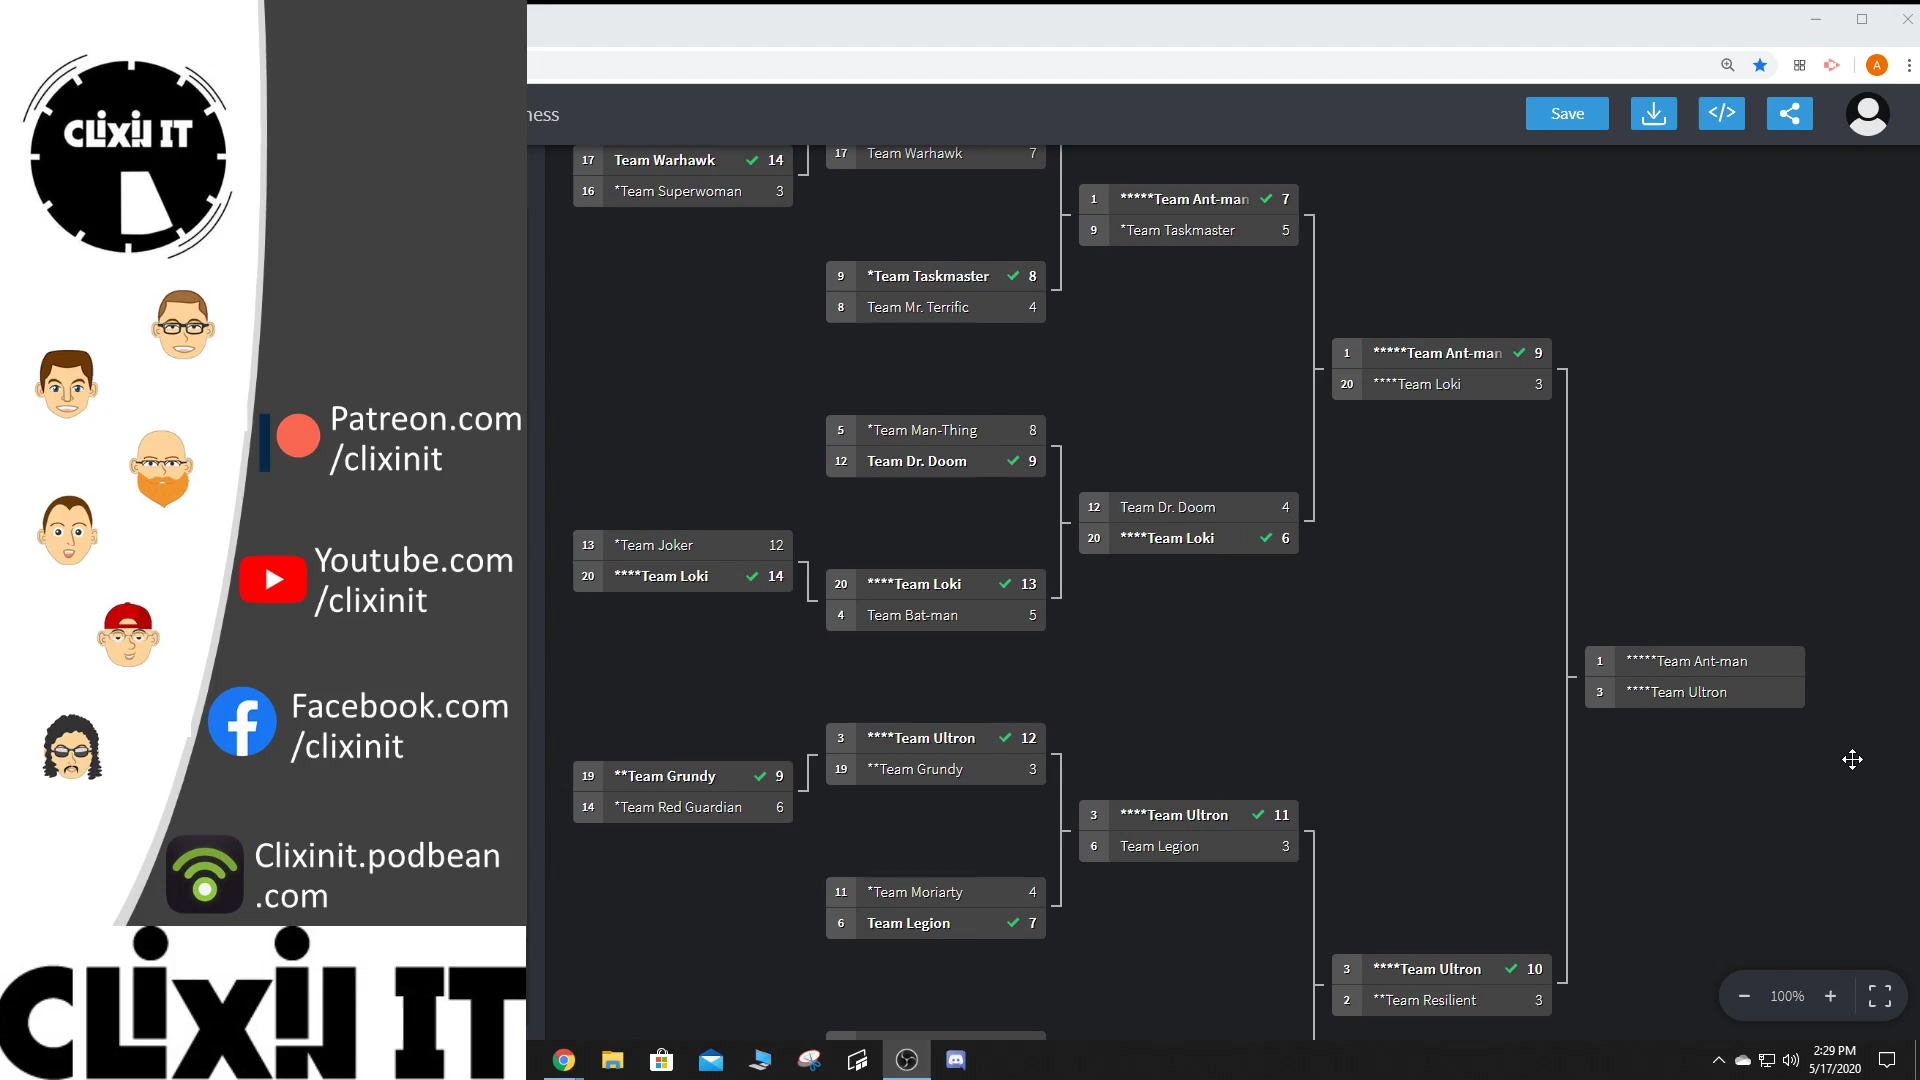 CLIXIN IT
Patreon.com
/clixinit
Youtube.com
/clixinit
Facebook.com
/clixinit
Clixinit.podbean
.com
CLIXIN IT
A
ness
Save
</>
17 Team Warhawk 14
16 *Team Superwoman 3
17 Team Warhawk 7
1 *****Team Ant-man 7
9 *Team Taskmaster 5
9 *Team Taskmaster 8
8 Team Mr. Terrific 4
1 *****Team Ant-man 9
20 ****Team Loki 3
5 *Team Man-Thing 8
12 Team Dr. Doom 9
12 Team Dr. Doom 4
20 ****Team Loki 6
13 *Team Joker 12
20 ****Team Loki 14
20 ****Team Loki 13
4 Team Bat-man 5
1 *****Team Ant-man
3 ****Team Ultron
3 ****Team Ultron 12
19 **Team Grundy 3
19 **Team Grundy 9
14 *Team Red Guardian 6
3 ****Team Ultron 11
6 Team Legion 3
11 *Team Moriarty 4
6 Team Legion 7
3 ****Team Ultron 10
2 **Team Resilient 3
100%
2:29 PM
5/17/2020